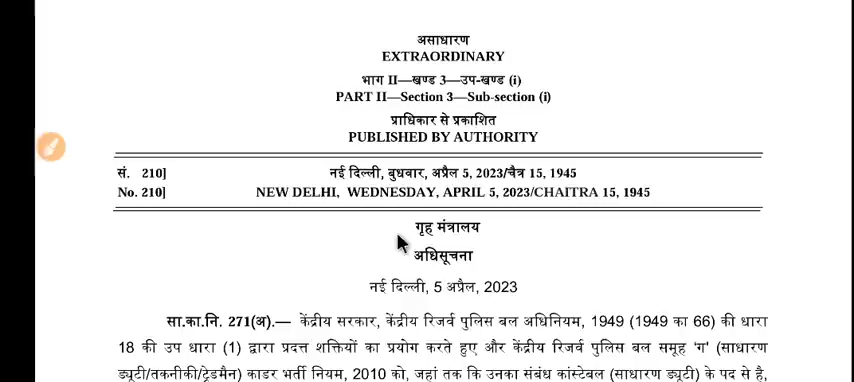 असाधारण
EXTRAORDINARY
भाग II—खण्ड 3—उप-खण्ड (i)
PART II—Section 3—Sub-section (i)
प्राधिकार से प्रकाशित
PUBLISHED BY AUTHORITY
सं. 210] नई दिल्ली, बुधवार, अप्रैल 5, 2023/चैत्र 15, 1945
No. 210] NEW DELHI, WEDNESDAY, APRIL 5, 2023/CHAITRA 15, 1945
गृह मंत्रालय
अधिसूचना
नई दिल्ली, 5 अप्रैल, 2023
सा.का.नि. 271(अ).— केंद्रीय सरकार, केंद्रीय रिजर्व पुलिस बल अधिनियम, 1949 (1949 का 66) की धारा
18 की उप धारा (1) द्वारा प्रदत्त शक्तियों का प्रयोग करते हुए और केंद्रीय रिजर्व पुलिस बल समूह 'ग' (साधारण
ड्यूटी/तकनीकी/ट्रेडमैन) काडर भर्ती नियम, 2010 को, जहां तक कि उनका संबंध कांस्टेबल (साधारण ड्यूटी) के पद से है,